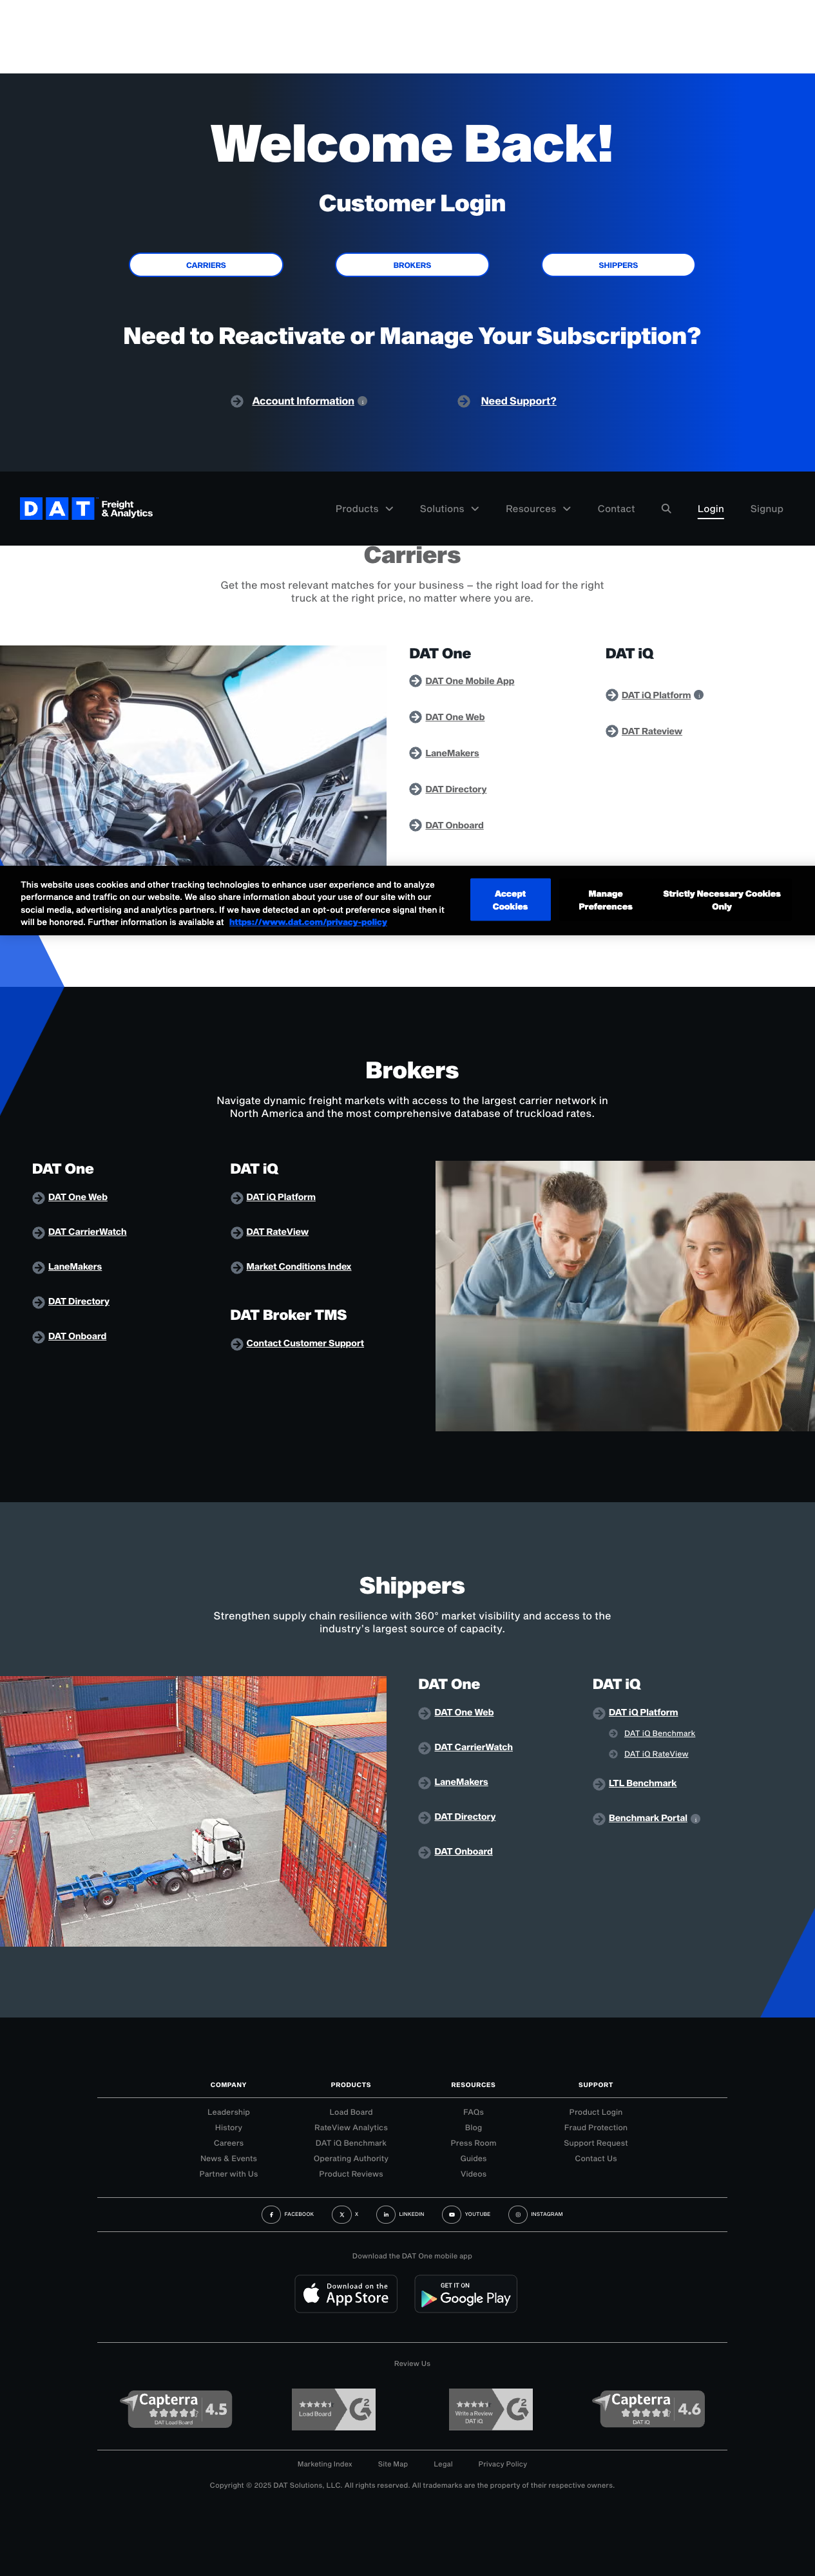 Welcome Back!
Customer Login
CARRIERS
BROKERS
SHIPPERS
Need to Reactivate or Manage Your Subscription?
Account Information
Need Support?
DAT Freight
& Analytics
Products
Solutions
Resources
Contact
Login
Signup
Carriers
Get the most relevant matches for your business – the right load for the right
truck at the right price, no matter where you are.
DAT One
DAT One Mobile App
DAT One Web
LaneMakers
DAT Directory
DAT Onboard
DAT iQ
DAT iQ Platform
DAT Rateview
This website uses cookies and other tracking technologies to enhance user experience and to analyze
performance and traffic on our website. We also share information about your use of our site with our
social media, advertising and analytics partners. If we have detected an opt-out preference signal then it
will be honored. Further information is available at https://www.dat.com/privacy-policy
Accept
Cookies
Manage
Preferences
Strictly Necessary Cookies
Only
Brokers
Navigate dynamic freight markets with access to the largest carrier network in
North America and the most comprehensive database of truckload rates.
DAT One
DAT One Web
DAT CarrierWatch
LaneMakers
DAT Directory
DAT Onboard
DAT iQ
DAT iQ Platform
DAT RateView
Market Conditions Index
DAT Broker TMS
Contact Customer Support
Shippers
Strengthen supply chain resilience with 360° market visibility and access to the
industry's largest source of capacity.
DAT One
DAT One Web
DAT CarrierWatch
LaneMakers
DAT Directory
DAT Onboard
DAT iQ
DAT iQ Platform
DAT iQ Benchmark
DAT iQ RateView
LTL Benchmark
Benchmark Portal
COMPANY
Leadership
History
Careers
News & Events
Partner with Us
PRODUCTS
Load Board
RateView Analytics
DAT iQ Benchmark
Operating Authority
Product Reviews
RESOURCES
FAQs
Blog
Press Room
Guides
Videos
SUPPORT
Product Login
Fraud Protection
Support Request
Contact Us
FACEBOOK
X
LINKEDIN
YOUTUBE
INSTAGRAM
Download the DAT One mobile app
Download on the
App Store
GET IT ON
Google Play
Review Us
Capterra
4.5
DAT Load Board
Load Board
G2
Write a Review
DAT iQ
G2
Capterra
4.6
DAT iQ
Marketing Index
Site Map
Legal
Privacy Policy
Copyright © 2025 DAT Solutions, LLC. All rights reserved. All trademarks are the property of their respective owners.